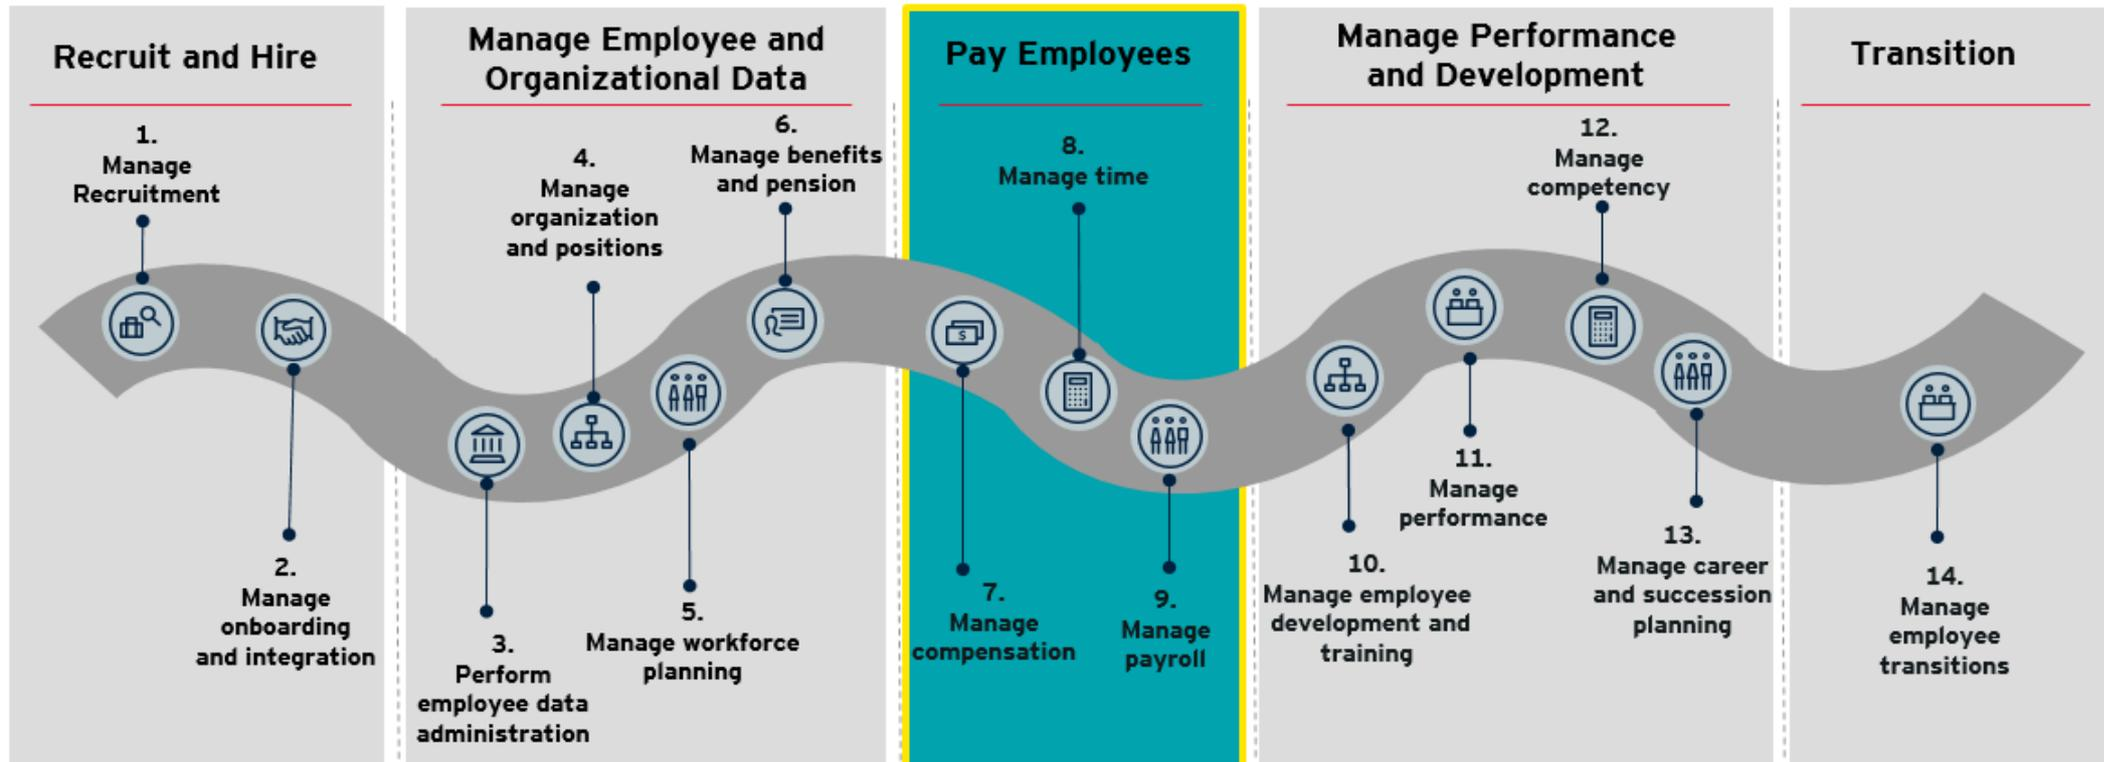 Recruit and Hire
1.
Manage
Recruitment
2.
Manage
onboarding
and integration
Manage Employee and
Organizational Data
3.
Perform
employee data
administration
4.
Manage
organization
and positions
5.
Manage workforce
planning
6.
Manage benefits
and pension
Pay Employees
$
7.
Manage
compensation
8.
Manage time
9.
Manage
payroll
Manage Performance
and Development
10.
Manage employee
development and
training
11.
Manage
performance
12.
Manage
competency
13.
Manage career
and succession
planning
Transition
14.
Manage
employee
transitions